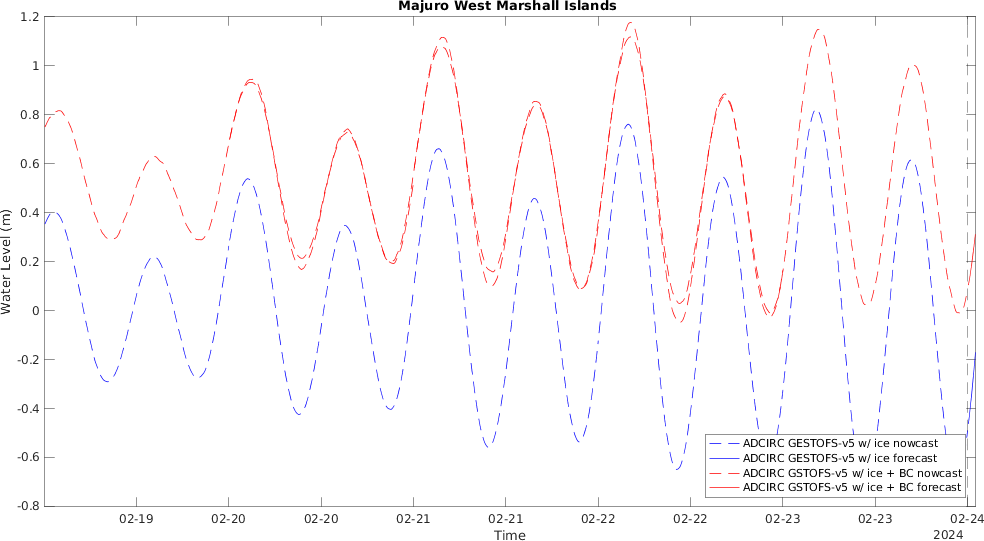 Majuro West Marshall Islands
1.2
1
0.8
0.6
0.4
0.2
0
-0.2
-0.4
-0.6
-0.8
Water Level (m)
ADCIRC GESTOFS-v5 w/ ice nowcast
ADCIRC GESTOFS-v5 w/ ice forecast
ADCIRC GSTOFS-v5 w/ ice + BC nowcast
ADCIRC GSTOFS-v5 w/ ice + BC forecast
02-19 02-20 02-20 02-21 02-21 02-22 02-22 02-23 02-23 02-24
Time 2024